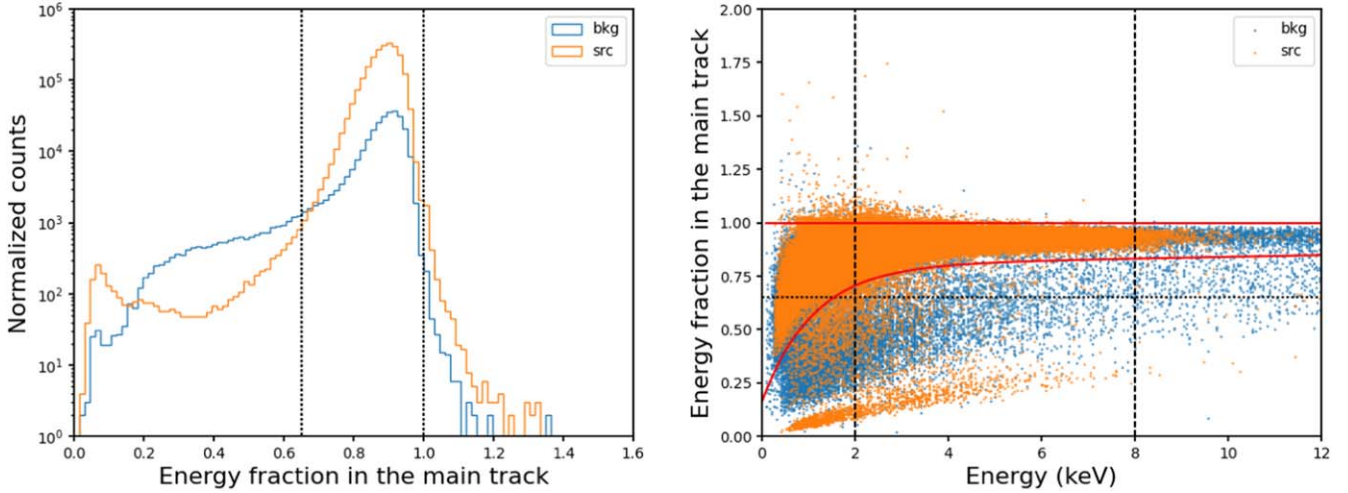 10⁶
10⁵
10⁴
10³
10²
10¹
10⁰
Normalized counts
bkg
src
0.0 0.2 0.4 0.6 0.8 1.0 1.2 1.4 1.6
Energy fraction in the main track
2.00
1.75
1.50
1.25
1.00
0.75
0.50
0.25
0.00
Energy fraction in the main track
bkg
src
0 2 4 6 8 10 12
Energy (keV)